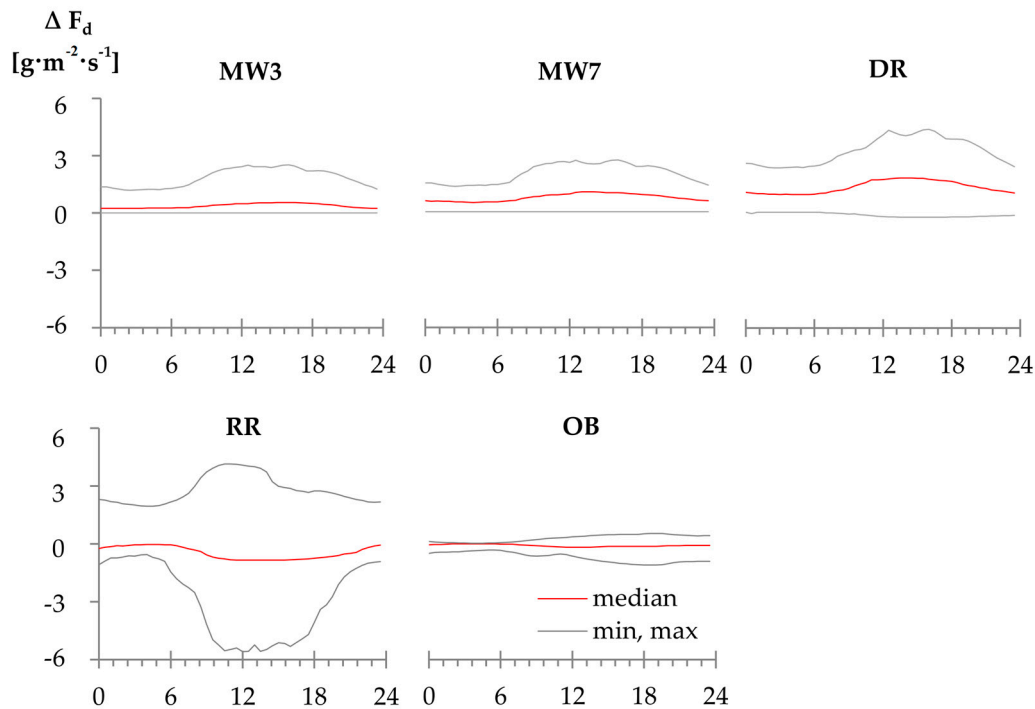 Δ F_d
[g·m⁻²·s⁻¹]
MW3 MW7 DR
6
3
0
-3
-6
0 6 12 18 24 0 6 12 18 24 0 6 12 18 24
RR OB
6
3
0
-3
-6
median
min, max
0 6 12 18 24 0 6 12 18 24